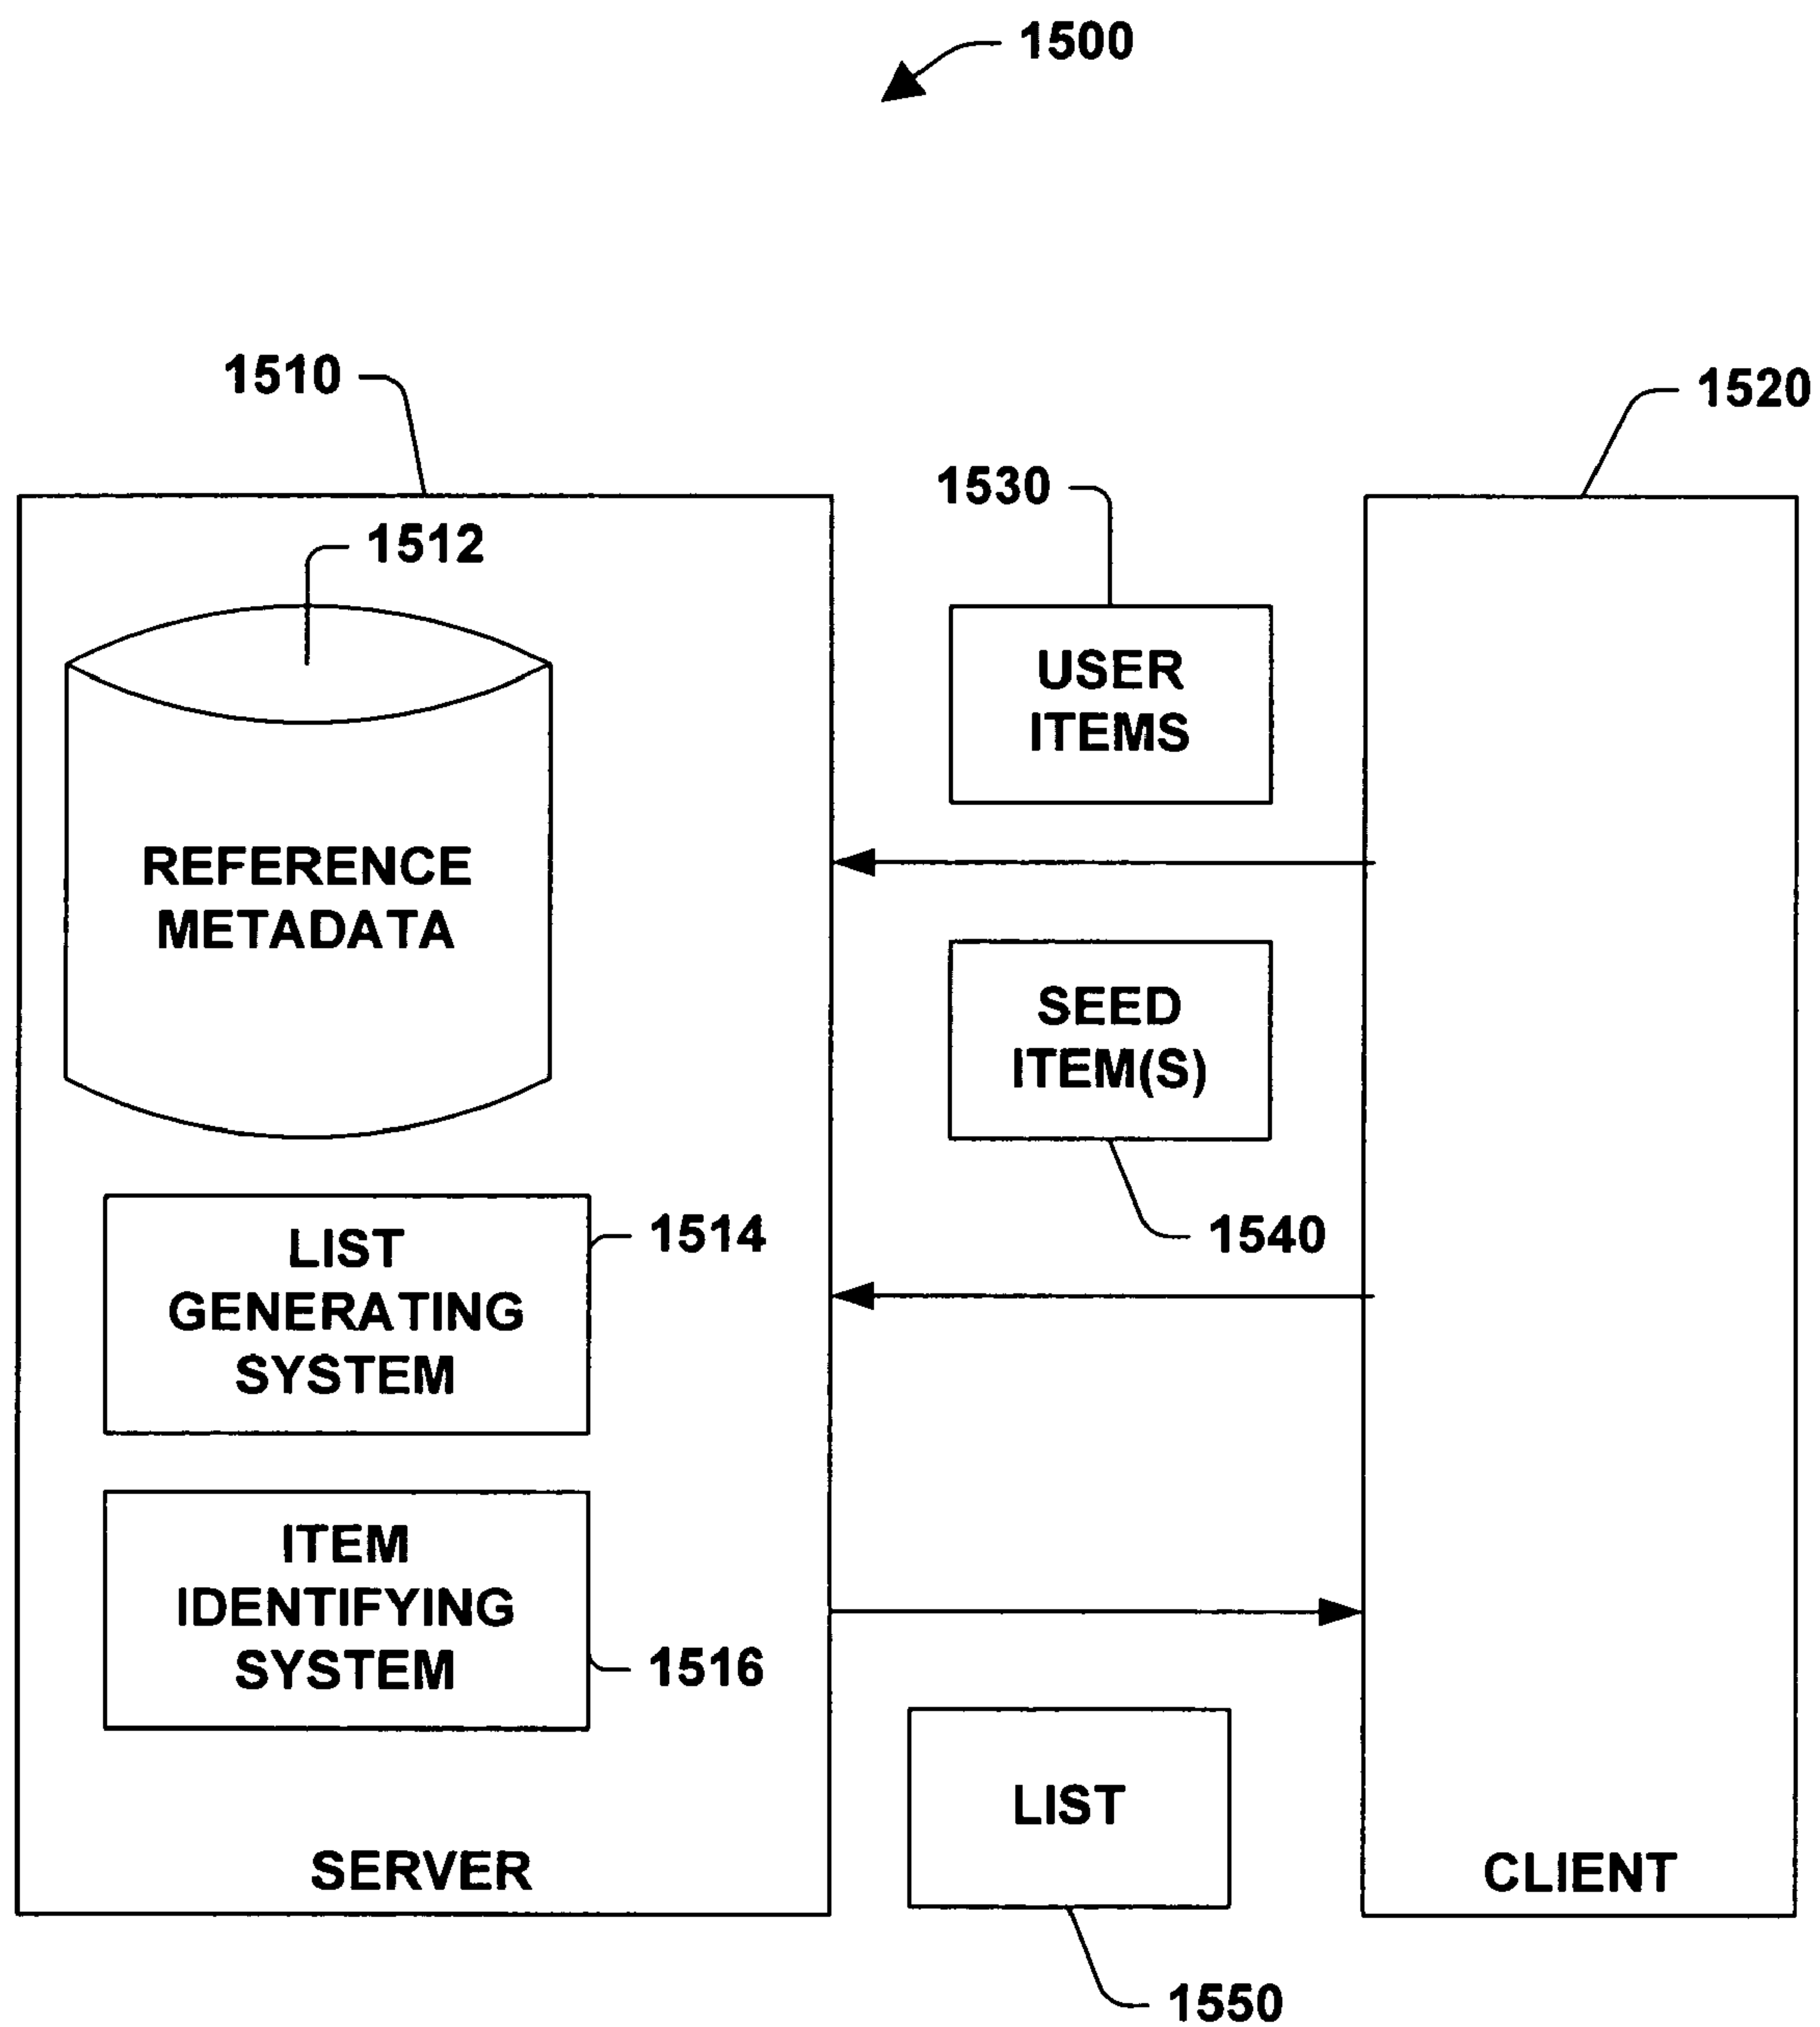 1500
1510
1520
1530
1512
USER
ITEMS
REFERENCE
METADATA
SEED
ITEM(S)
1514
1540
LIST
GENERATING
SYSTEM
ITEM
IDENTIFYING
SYSTEM
1516
LIST
SERVER
CLIENT
1550